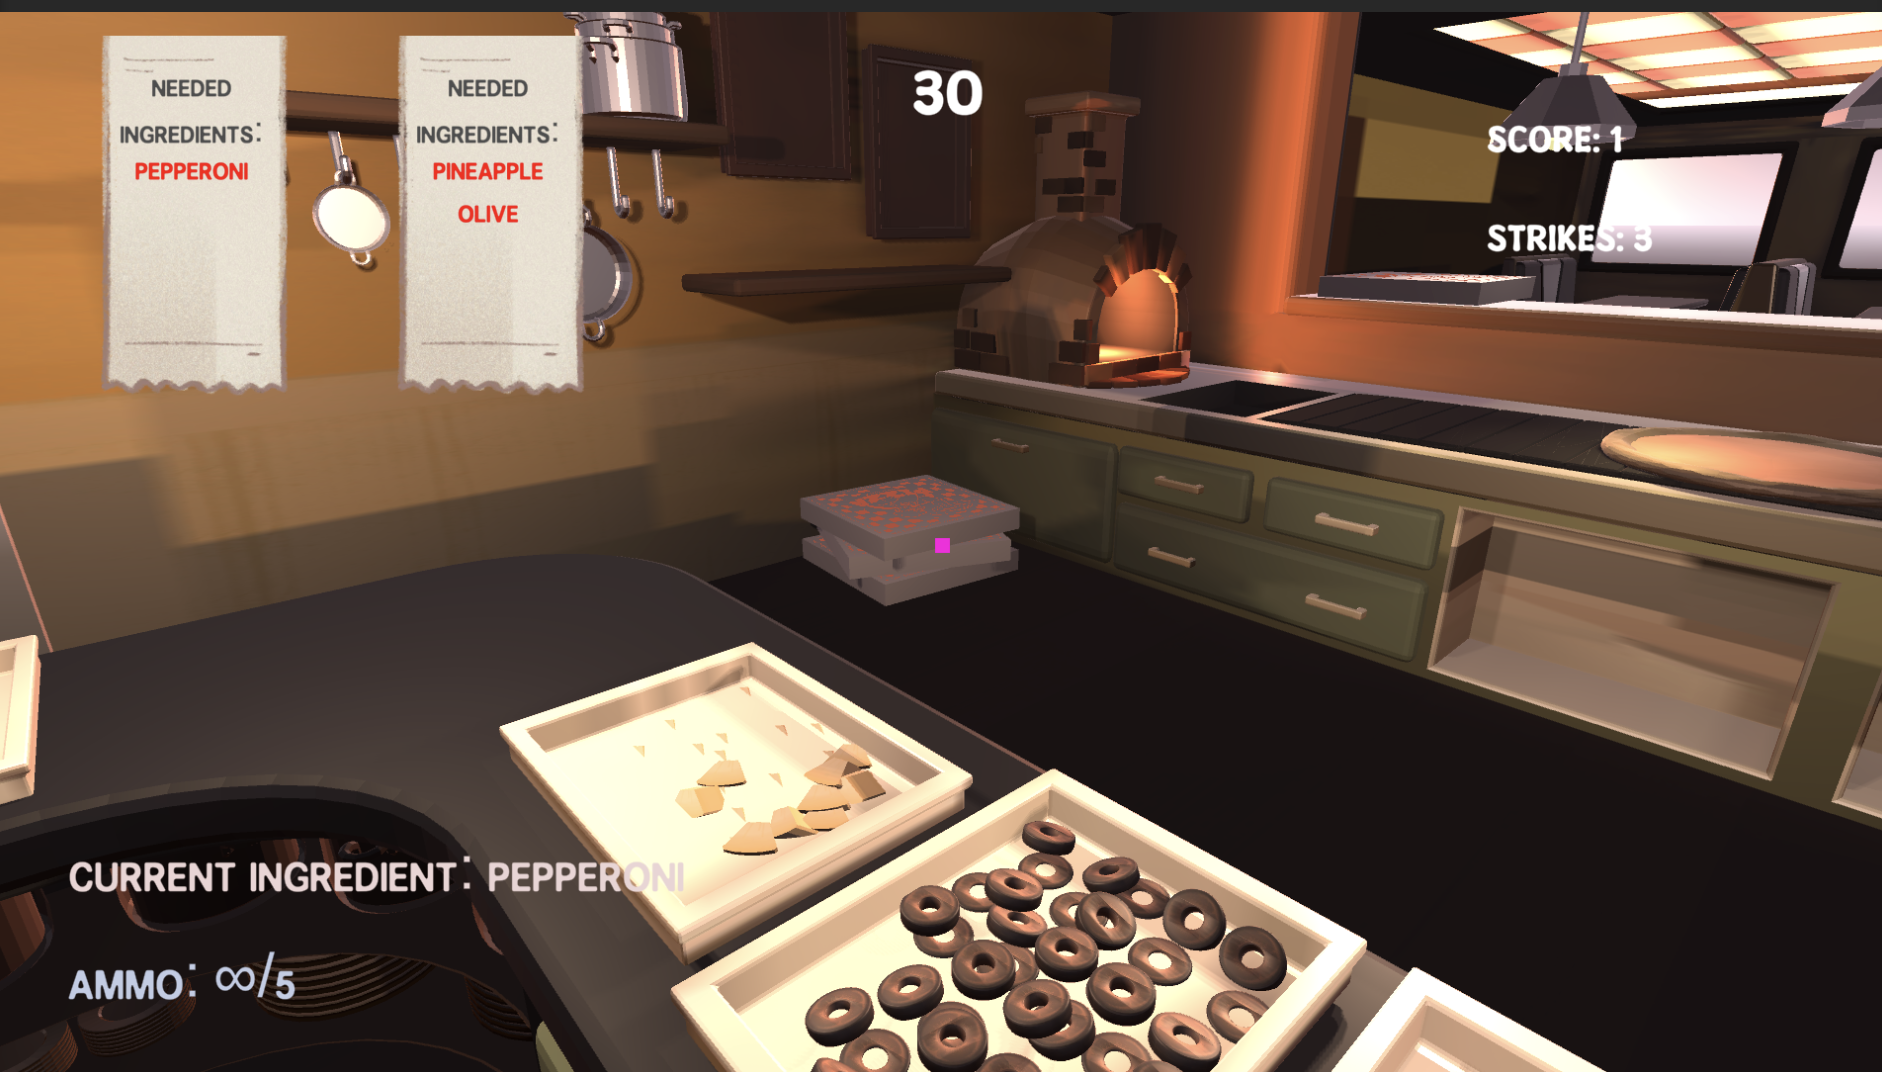 NEEDED
INGREDIENTS:
PEPPERONI
NEEDED
INGREDIENTS:
PINEAPPLE
OLIVE
30
SCORE: 1
STRIKES: 3
CURRENT INGREDIENT: PEPPERONI
AMMO: ∞/5